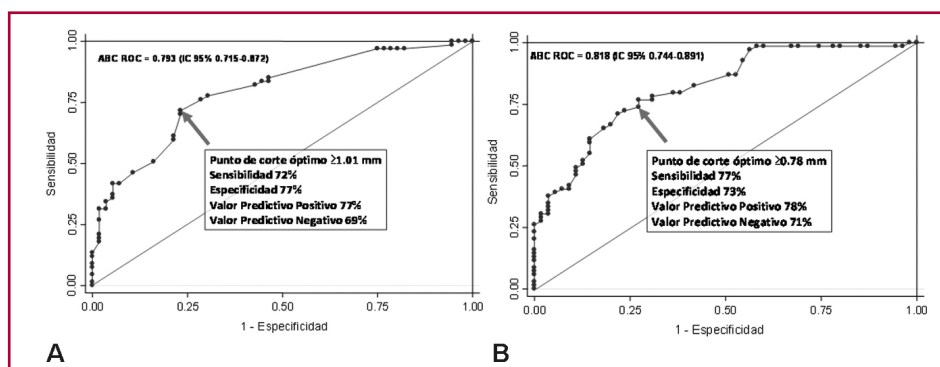 ABC ROC = 0.793 (IC 95% 0.715-0.872)
1.00
0.75
0.50
0.25
0.00
Sensibilidad
Punto de corte óptimo ≥1.01 mm
Sensibilidad 72%
Especificidad 77%
Valor Predictivo Positivo 77%
Valor Predictivo Negativo 69%
0.00
0.25
0.50
0.75
1.00
1 - Especificidad
A
ABC ROC = 0.818 (IC 95% 0.744-0.891)
1.00
0.75
0.50
0.25
0.00
Sensibilidad
Punto de corte óptimo ≥0.78 mm
Sensibilidad 77%
Especificidad 73%
Valor Predictivo Positivo 78%
Valor Predictivo Negativo 71%
0.00
0.25
0.50
0.75
1.00
1 - Especificidad
B